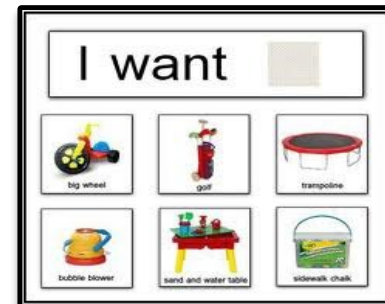 I want
big wheel
golf
trampoline
bubble blower
sand and water table
sidewalk chalk